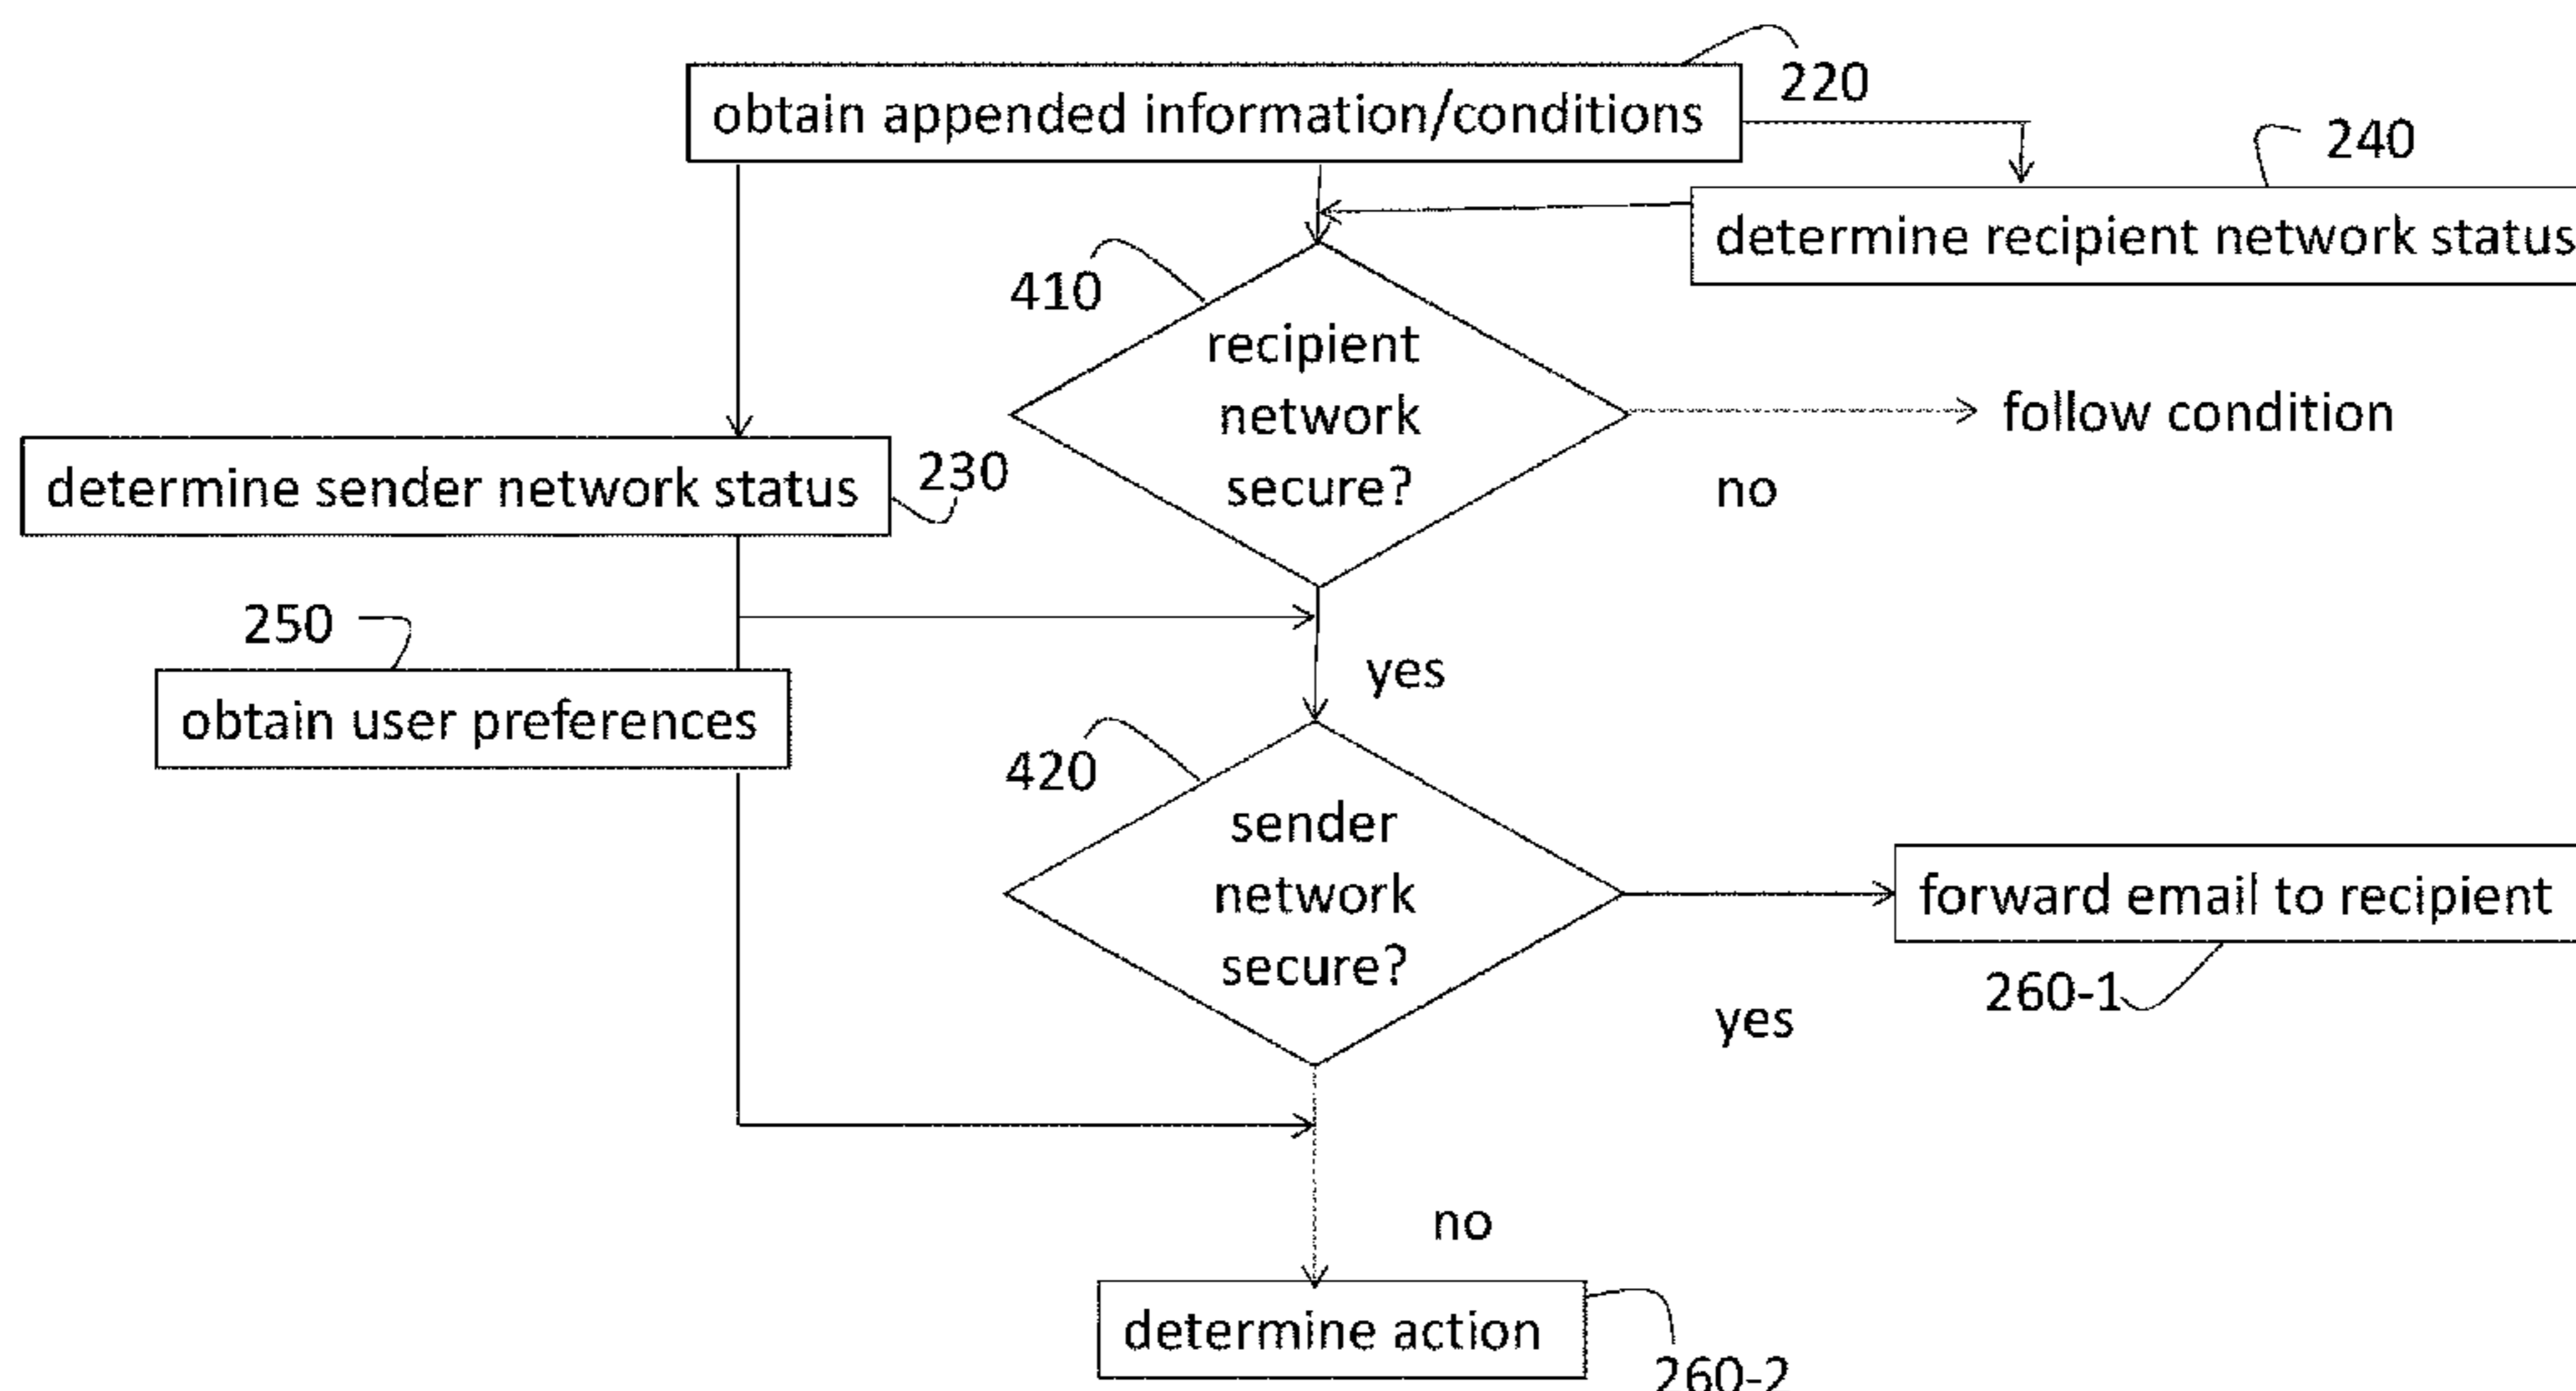 220
obtain appended information/conditions
240
determine recipient network status
410
recipient
network
secure?
follow condition
no
determine sender network status
230
250
yes
obtain user preferences
420
sender
network
secure?
forward email to recipient
260-1
yes
no
determine action
260-2